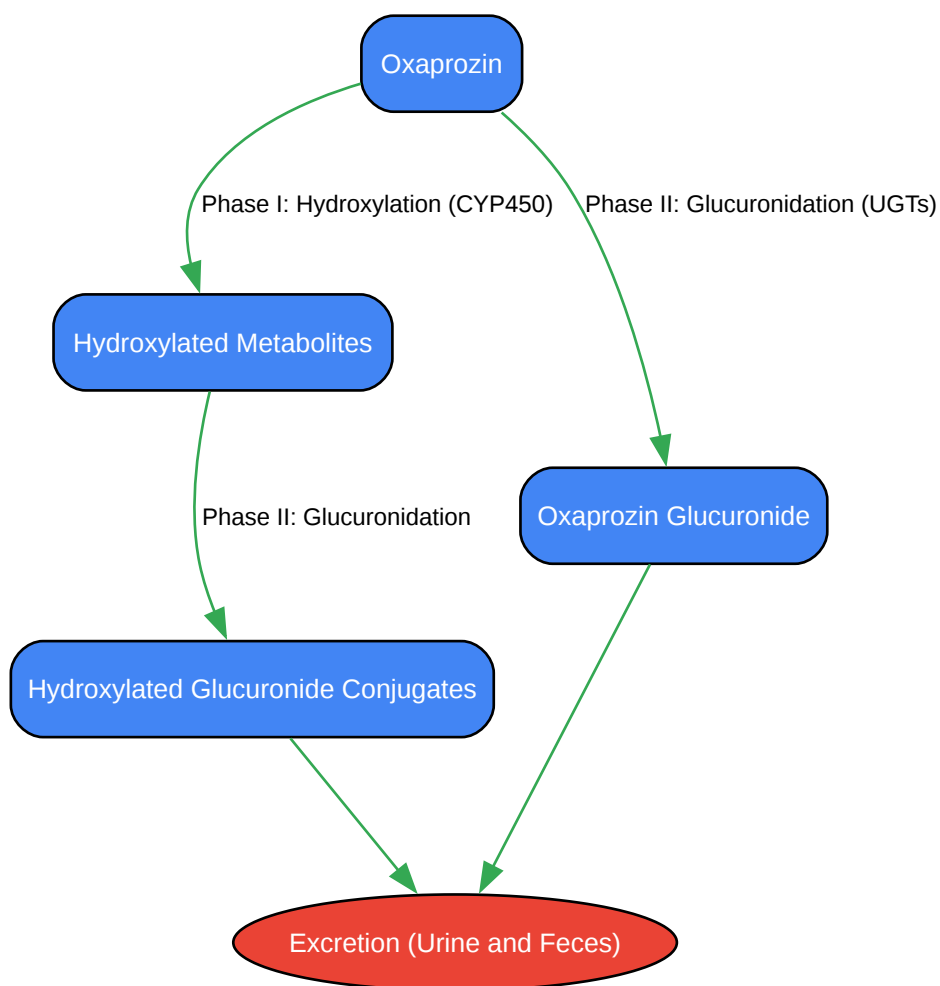 Oxaprozin
Phase I: Hydroxylation (CYP450)
Phase II: Glucuronidation (UGTs)
Hydroxylated Metabolites
Phase II: Glucuronidation
Oxaprozin Glucuronide
Hydroxylated Glucuronide Conjugates
Excretion (Urine and Feces)